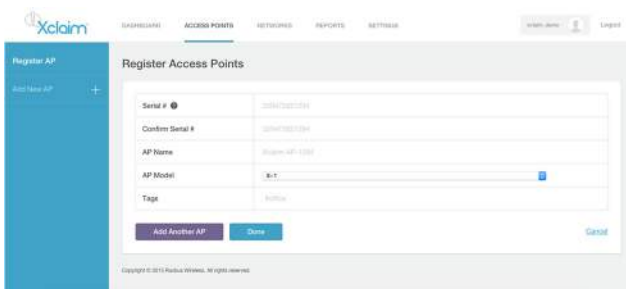 Xclaim
DASHBOARD ACCESS POINTS NETWORKS REPORTS SETTINGS Logout
Register AP
Add New AP +
Register Access Points
Serial #
Confirm Serial #
AP Name
AP Model
Tags
Add Another AP Done Cancel
Copyright © 2015 Ruckus Wireless. All rights reserved.